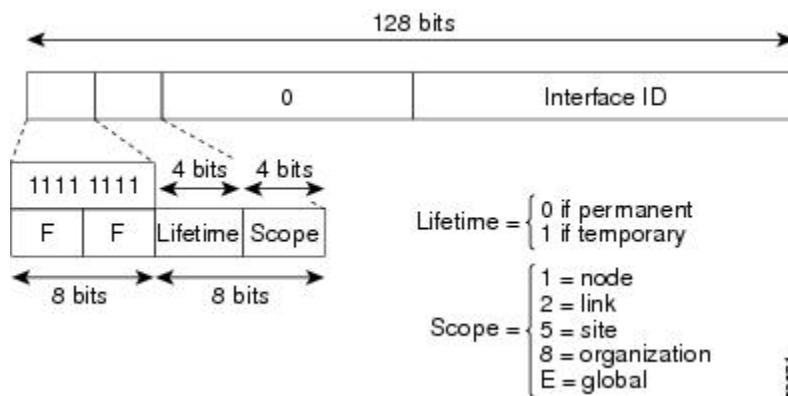 128 bits
0 Interface ID
1111 1111
4 bits 4 bits
F F Lifetime Scope
8 bits 8 bits
Lifetime = { 0 if permanent
1 if temporary
Scope = { 1 = node
2 = link
5 = site
8 = organization
E = global